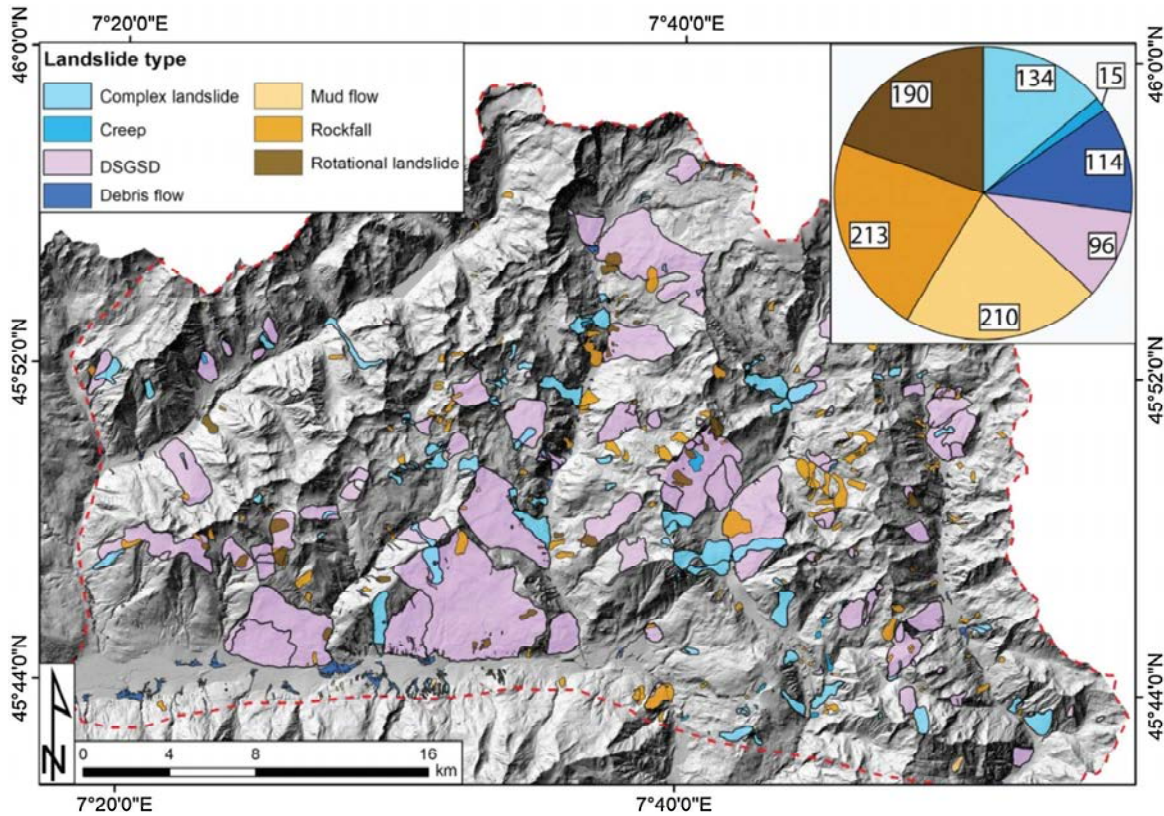 7°20'0"E
7°40'0"E
46°0'0"N
46°0'0"N
Landslide type
Complex landslide
Mud flow
Creep
Rockfall
DSGSD
Rotational landslide
Debris flow
134
15
190
114
96
213
210
45°52'0"N
45°52'0"N
45°44'0"N
45°44'0"N
N
0
4
8
16
km
7°20'0"E
7°40'0"E